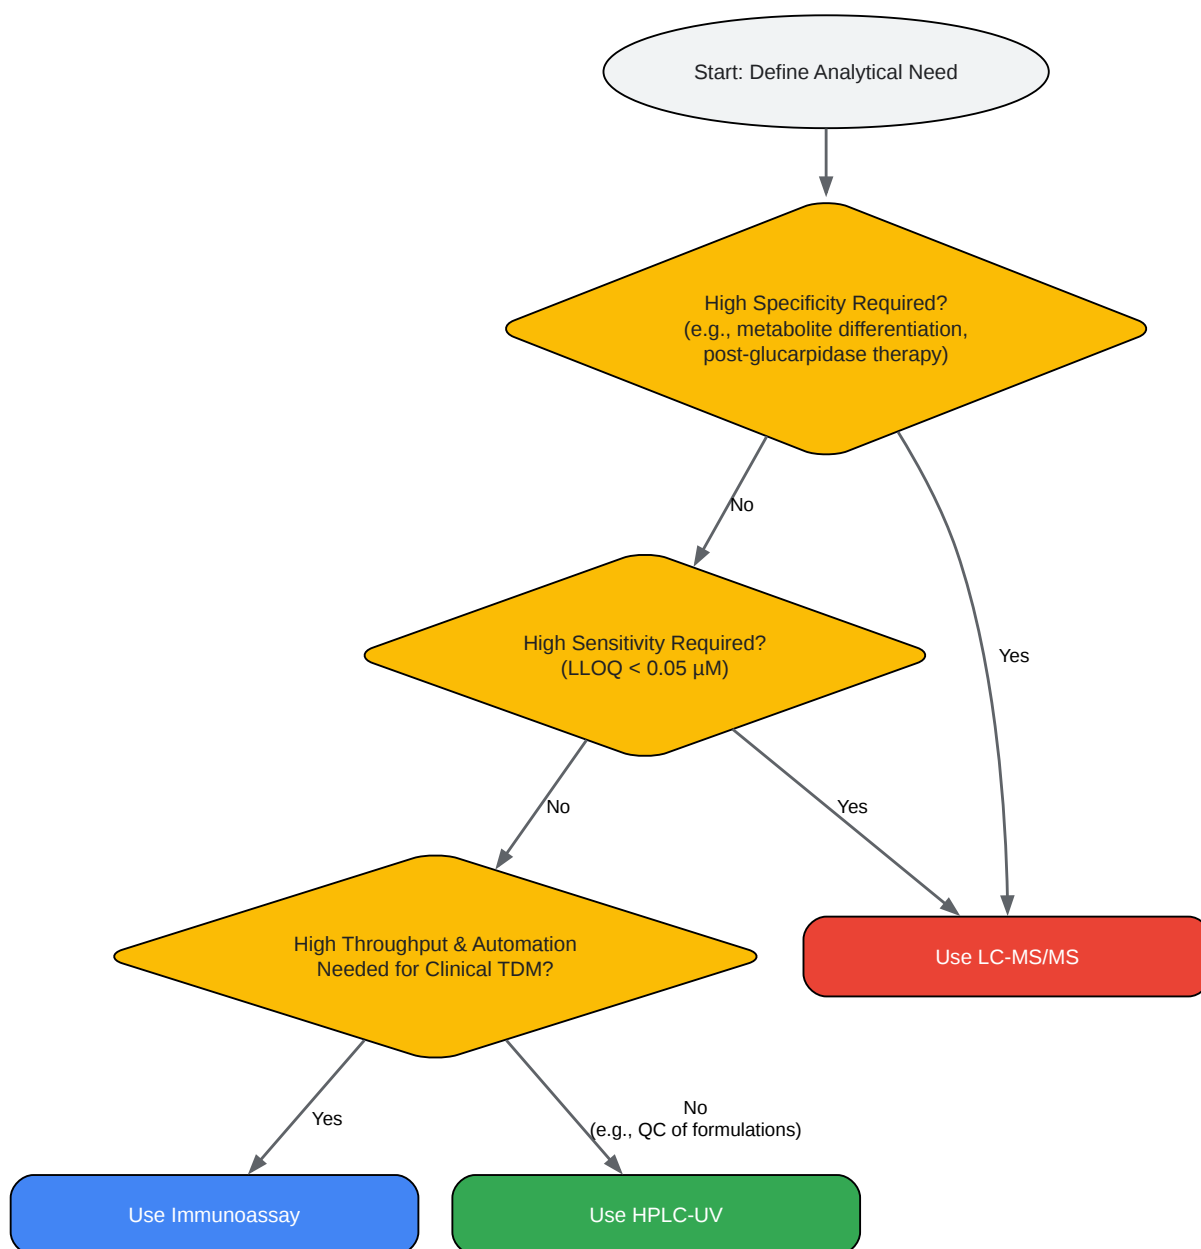 Start: Define Analytical Need
High Specificity Required?
(e.g., metabolite differentiation,
post-glucarpidase therapy)
No
Yes
High Sensitivity Required?
(LLOQ < 0.05 µM)
No
Yes
High Throughput & Automation
Needed for Clinical TDM?
Use LC-MS/MS
Yes
No
(e.g., QC of formulations)
Use Immunoassay
Use HPLC-UV